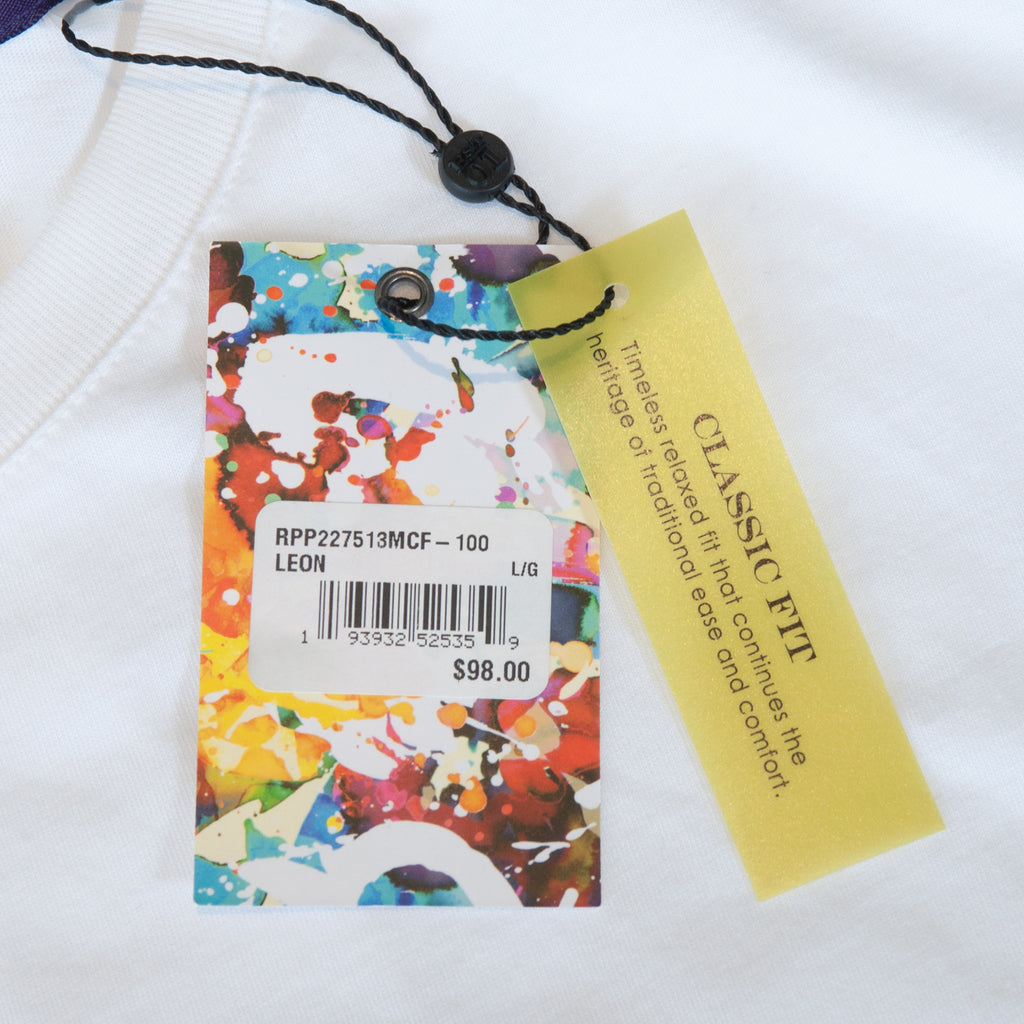 RPP227513MCF – 100
LEON L/G
1 93932 52535 9
$98.00
CLASSIC FIT
Timeless relaxed fit that continues the
heritage of traditional ease and comfort.